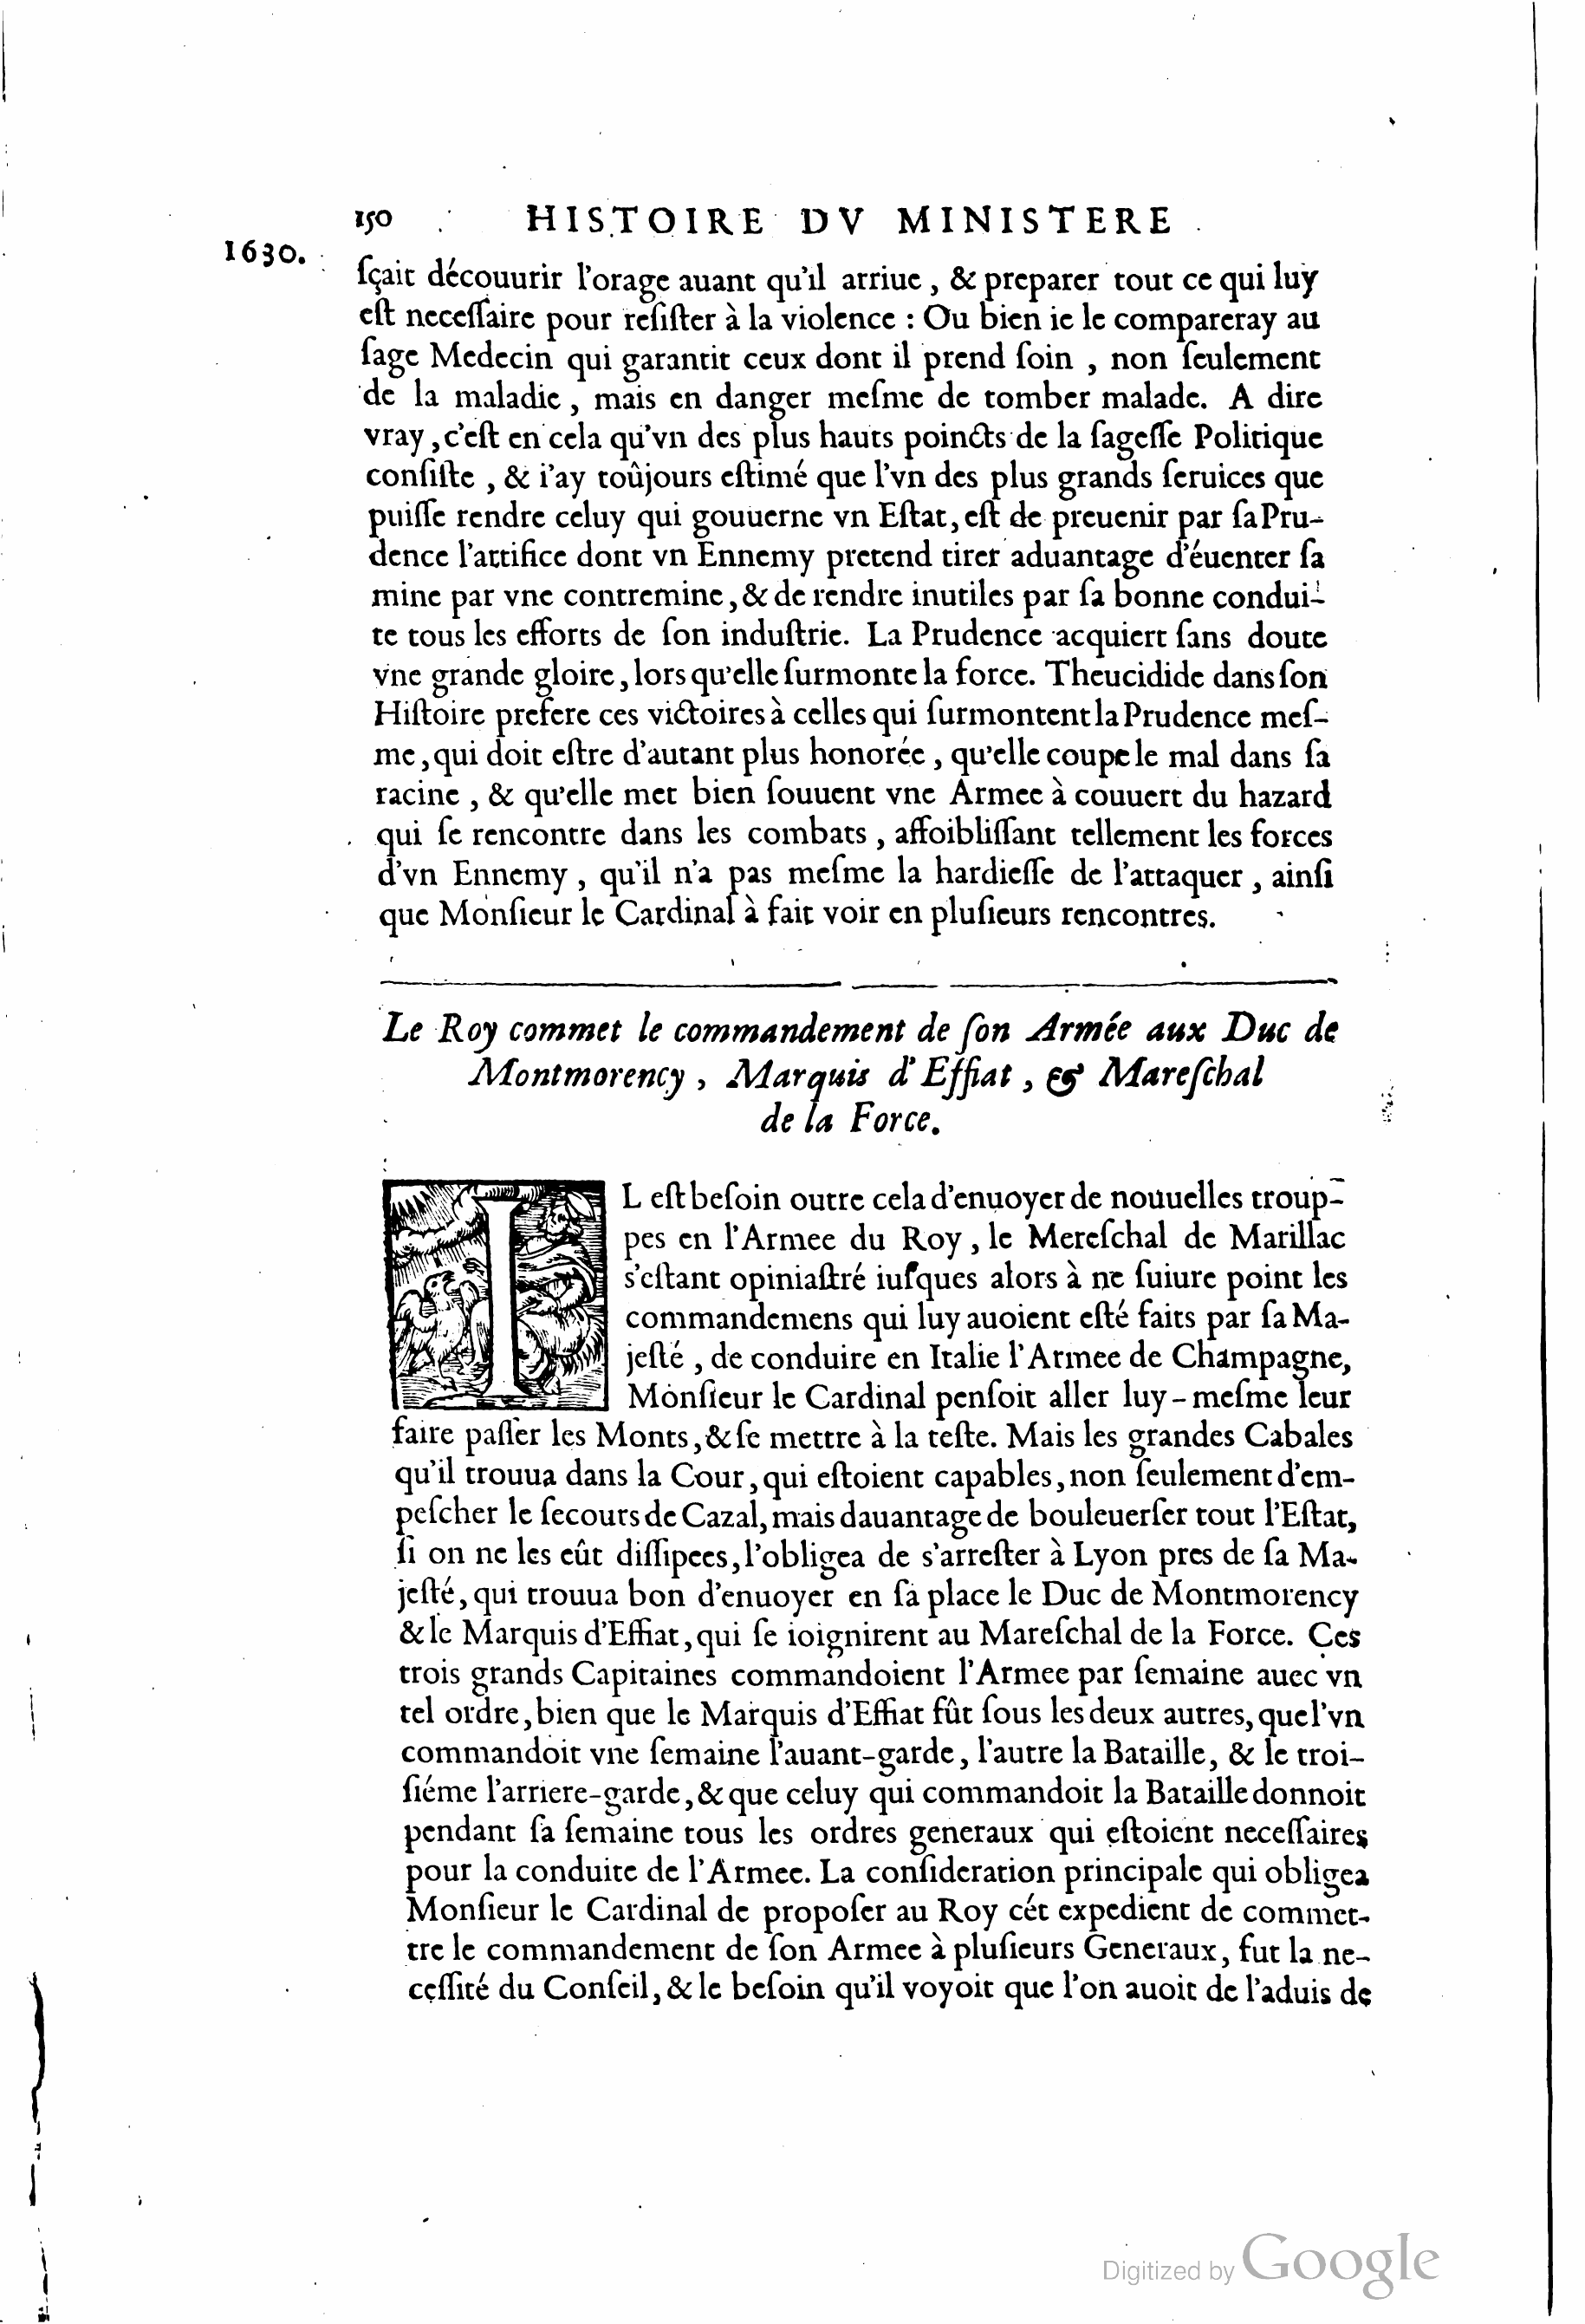 150 HISTOIRE DV MINISTERE
1630.
ſçait découurir l'orage auant qu'il arriue, & preparer tout ce qui luy
eſt neceſſaire pour reſiſter à la violence : Ou bien ie le compareray au
ſage Medecin qui garantit ceux dont il prend ſoin, non ſeulement
de la maladie, mais en danger meſme de tomber malade. A dire
vray, c'eſt en cela qu'vn des plus hauts poincts de la ſageſſe Politique
conſiſte, & i'ay toûjours eſtimé que l'vn des plus grands ſeruices que
puiſſe rendre celuy qui gouuerne vn Eſtat, eſt de preuenir par ſa Pru-
dence l'artifice dont vn Ennemy pretend tirer aduantage d'éuenter ſa
mine par vne contremine, & de rendre inutiles par ſa bonne condui-
te tous les efforts de ſon induſtrie. La Prudence acquiert ſans doute
vne grande gloire, lors qu'elle ſurmonte la force. Theucidide dans ſon
Hiſtoire prefere ces victoires à celles qui ſurmontent la Prudence meſ-
me, qui doit eſtre d'autant plus honorée, qu'elle coupe le mal dans ſa
racine, & qu'elle met bien ſouuent vne Armee à couuert du hazard
qui ſe rencontre dans les combats, affoibliſſant tellement les forces
d'vn Ennemy, qu'il n'a pas meſme la hardieſſe de l'attaquer, ainſi
que Monſieur le Cardinal à fait voir en pluſieurs rencontres.
Le Roy commet le commandement de ſon Armée aux Duc de
Montmorency, Marquis d'Effiat, & Mareſchal
de la Force.
IL eſt beſoin outre cela d'enuoyer de nouuelles troup-
pes en l'Armee du Roy, le Mereſchal de Marillac
s'eſtant opiniaſtré iuſques alors à ne ſuiure point les
commandemens qui luy auoient eſté faits par ſa Ma-
jeſté, de conduire en Italie l'Armee de Champagne,
Monſieur le Cardinal penſoit aller luy-meſme leur
faire paſſer les Monts, & ſe mettre à la teſte. Mais les grandes Cabales
qu'il trouua dans la Cour, qui eſtoient capables, non ſeulement d'em-
peſcher le ſecours de Cazal, mais dauantage de bouleuerſer tout l'Eſtat,
ſi on ne les eût diſſipees, l'obligea de s'arreſter à Lyon pres de ſa Ma-
jeſté, qui trouua bon d'enuoyer en ſa place le Duc de Montmorency
& le Marquis d'Effiat, qui ſe ioignirent au Mareſchal de la Force. Ces
trois grands Capitaines commandoient l'Armee par ſemaine auec vn
tel ordre, bien que le Marquis d'Effiat fût ſous les deux autres, que l'vn
commandoit vne ſemaine l'auant-garde, l'autre la Bataille, & le troi-
ſiéme l'arriere-garde, & que celuy qui commandoit la Bataille donnoit
pendant ſa ſemaine tous les ordres generaux qui eſtoient neceſſaires
pour la conduite de l'Armee. La conſideration principale qui obligea
Monſieur le Cardinal de propoſer au Roy cét expedient de commet-
tre le commandement de ſon Armee à pluſieurs Generaux, fut la ne-
ceſſité du Conſeil, & le beſoin qu'il voyoit que l'on auoit de l'aduis de
Digitized by Google